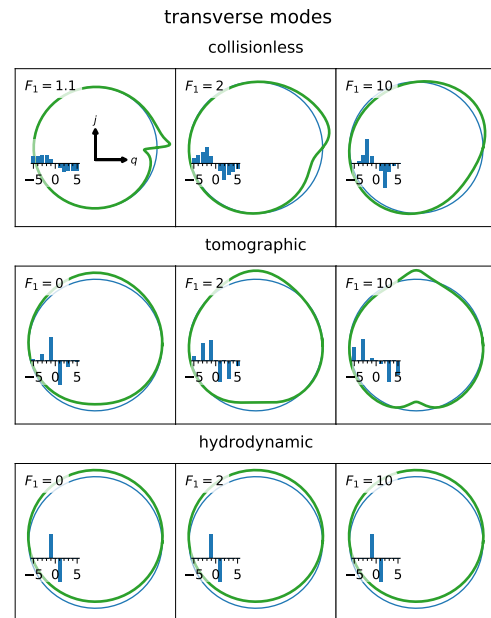 transverse modes
collisionless
F₁ = 1.1
F₁ = 2
F₁ = 10
j
q
−5 0 5
−5 0 5
−5 0 5
tomographic
F₁ = 0
F₁ = 2
F₁ = 10
−5 0 5
−5 0 5
−5 0 5
hydrodynamic
F₁ = 0
F₁ = 2
F₁ = 10
−5 0 5
−5 0 5
−5 0 5